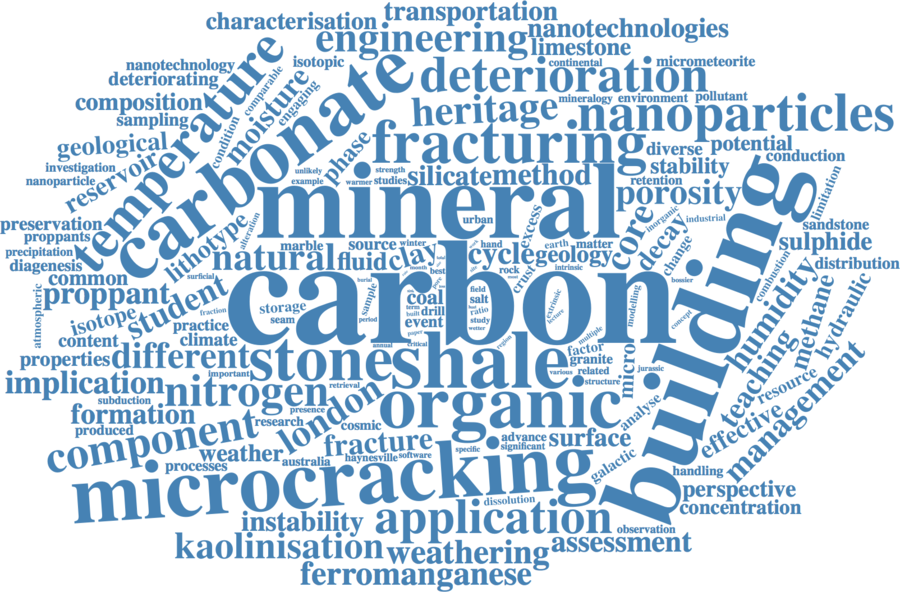 transportation
characterisation
nanotechnologies
engineering
limestone
continental
micrometeorite
isotopic
nanotechnology
deteriorating
temperature
comparable
engaging
carbonate
deterioration
composition
sampling
moisture
condition
heritage
mineralogy
environment
pollutant
nanoparticles
geological
reservoir
investigation
nanoparticle
phase
fracturing
diverse
potential
conduction
stability
unlikely
example
strength
warmer
studies
silicate
method
retention
porosity
limitation
mineral
building
preservation
proppants
precipitation
diagenesis
lithotype
alteration
urban
excess
core
inorganic
industrial
decay
change
sandstone
sulphide
marble
source
winter
natural
fluid
clay
hand
cycle
earth
matter
geology
crust
rock
intrinsic
bossier
combustion
humidity
distribution
common
surficial
proppant
student
fraction
atmospheric
carbon
burial
month
best
storage
seam
sample
period
coal
term
built
drill
event
field
salt
ratio
study
wetter
extrinsic
lecture
modelling
concept
methane
hydraulic
isotope
content
practice
climate
properties
different
stone
annual
paper
critical
shale
region
multiple
factor
granite
various
related
structure
micron
jurassic
teaching
resource
implication
subduction
important
nitrogen
retrieval
formation
produced
presence
research
london
cosmic
organic
analyse
effective
management
component
weather
processes
australia
fracture
haynesville
software
specific
advance
significant
surface
galactic
handling
microcracking
dissolution
perspective
concentration
instability
application
observation
kaolinisation
weathering
assessment
ferromanganese